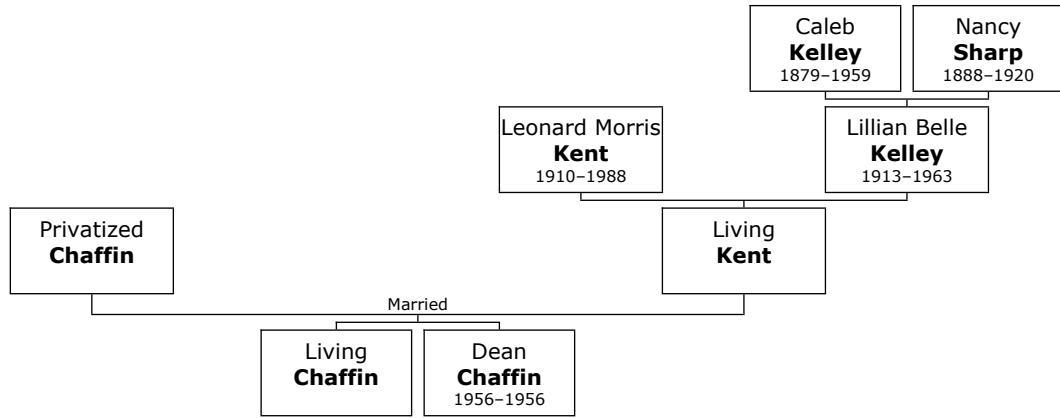 Caleb
Kelley
1879–1959
Nancy
Sharp
1888–1920
Leonard Morris
Kent
1910–1988
Lillian Belle
Kelley
1913–1963
Privatized
Chaffin
Living
Kent
Married
Living
Chaffin
Dean
Chaffin
1956–1956